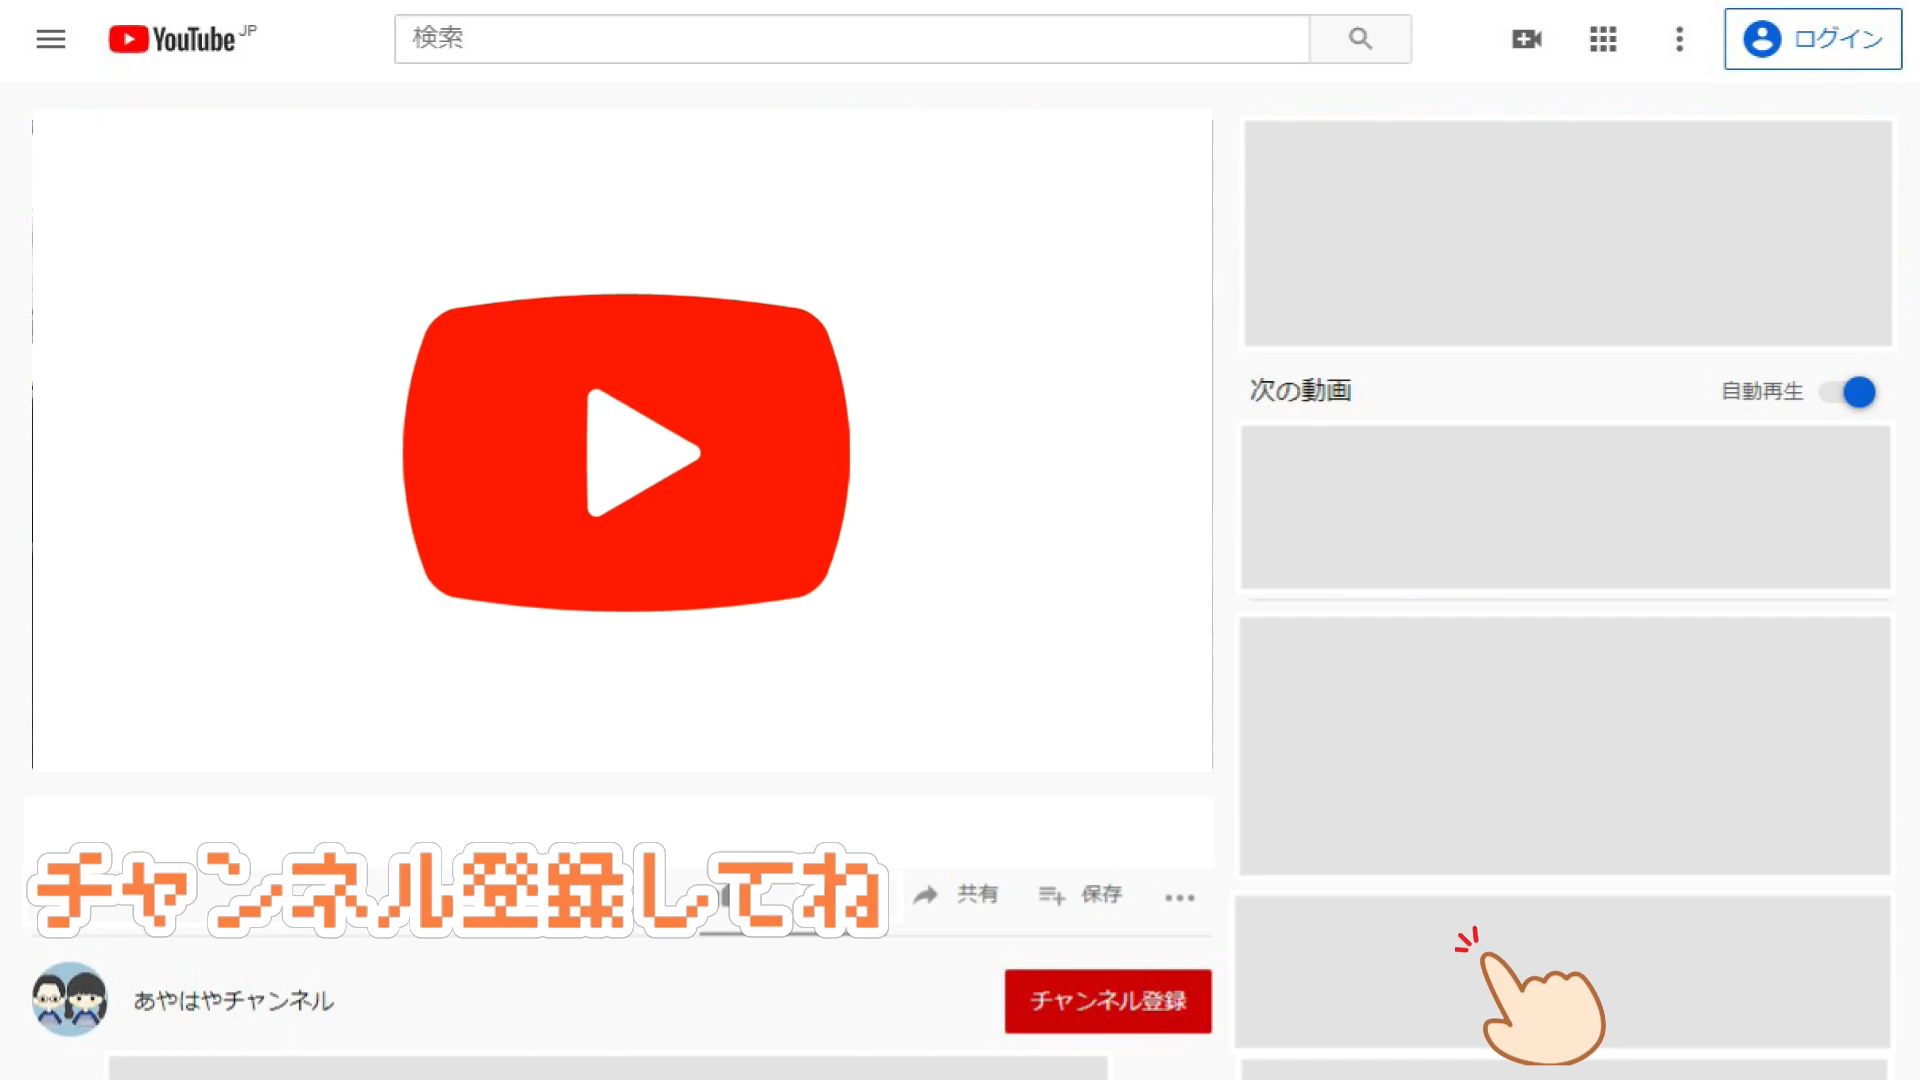 YouTube JP
検索
ログイン
次の動画
自動再生
チャンネル登録してね
共有
保存
あやはやチャンネル
チャンネル登録